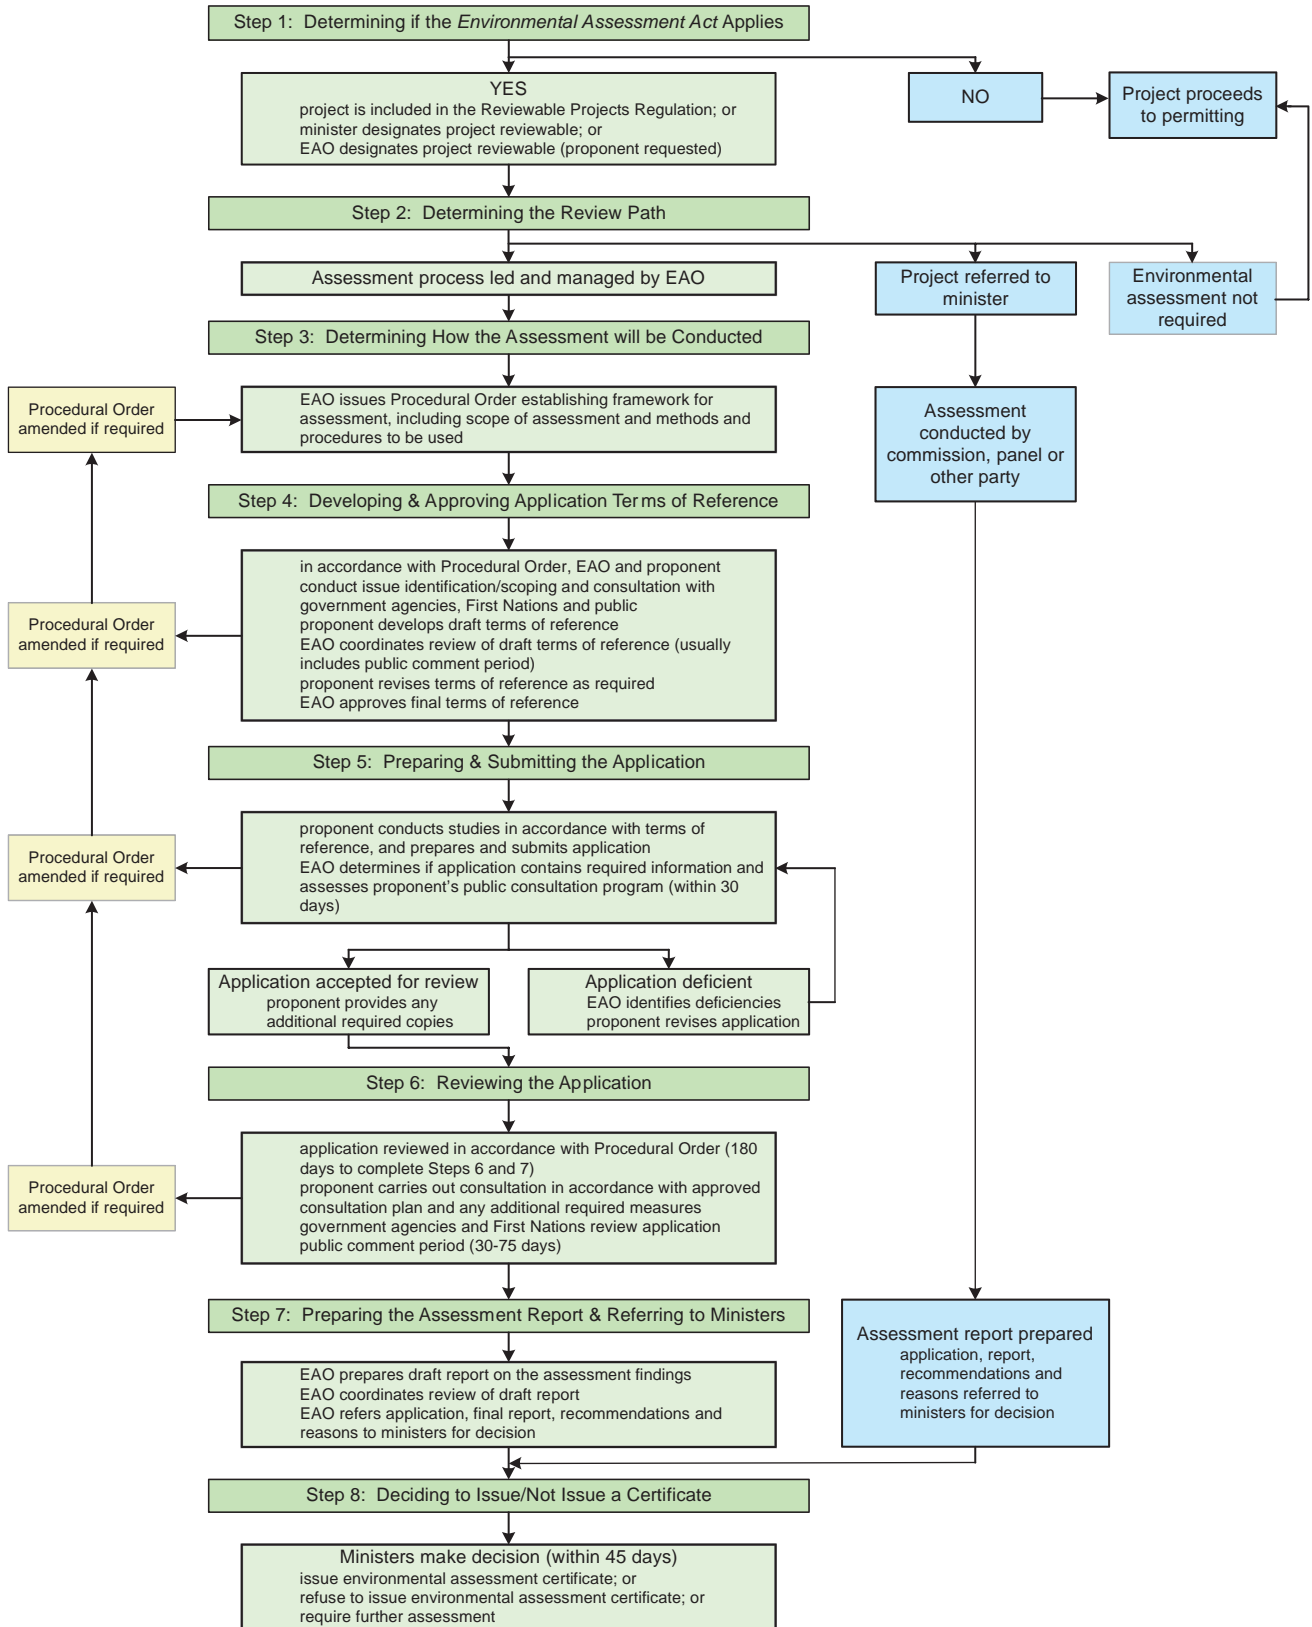 Step 1:  Determining if the Environmental Assessment Act Applies
YES
project is included in the Reviewable Projects Regulation; or
minister designates project reviewable; or
EAO designates project reviewable (proponent requested)
NO
Project proceeds
to permitting
Step 2:  Determining the Review Path
Assessment process led and managed by EAO
Project referred to
minister
Environmental
assessment not
required
Step 3:  Determining How the Assessment will be Conducted
Procedural Order
amended if required
EAO issues Procedural Order establishing framework for
assessment, including scope of assessment and methods and
procedures to be used
Assessment
conducted by
commission, panel or
other party
Step 4:  Developing & Approving Application Terms of Reference
Procedural Order
amended if required
in accordance with Procedural Order, EAO and proponent
conduct issue identification/scoping and consultation with
government agencies, First Nations and public
proponent develops draft terms of reference
EAO coordinates review of draft terms of reference (usually
includes public comment period)
proponent revises terms of reference as required
EAO approves final terms of reference
Step 5:  Preparing & Submitting the Application
Procedural Order
amended if required
proponent conducts studies in accordance with terms of
reference, and prepares and submits application
EAO determines if application contains required information and
assesses proponent's public consultation program (within 30
days)
Application accepted for review
proponent provides any
additional required copies
Application deficient
EAO identifies deficiencies
proponent revises application
Step 6:  Reviewing the Application
Procedural Order
amended if required
application reviewed in accordance with Procedural Order (180
days to complete Steps 6 and 7)
proponent carries out consultation in accordance with approved
consultation plan and any additional required measures
government agencies and First Nations review application
public comment period (30-75 days)
Step 7:  Preparing the Assessment Report & Referring to Ministers
EAO prepares draft report on the assessment findings
EAO coordinates review of draft report
EAO refers application, final report, recommendations and
reasons to ministers for decision
Assessment report prepared
application, report,
recommendations and
reasons referred to
ministers for decision
Step 8:  Deciding to Issue/Not Issue a Certificate
Ministers make decision (within 45 days)
issue environmental assessment certificate; or
refuse to issue environmental assessment certificate; or
require further assessment